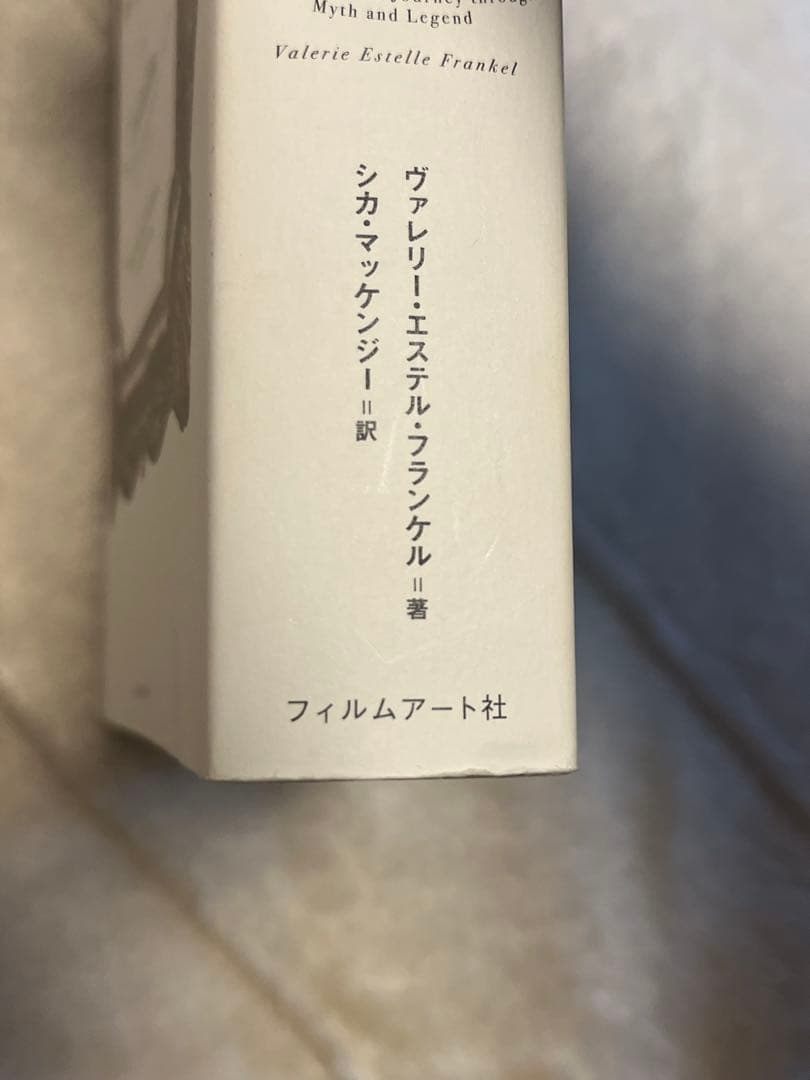 Journey through
Myth and Legend
Valerie Estelle Frankel
ヴァレリー・エステル・フランケル=著
シカ・マッケンジー=訳
フィルムアート社